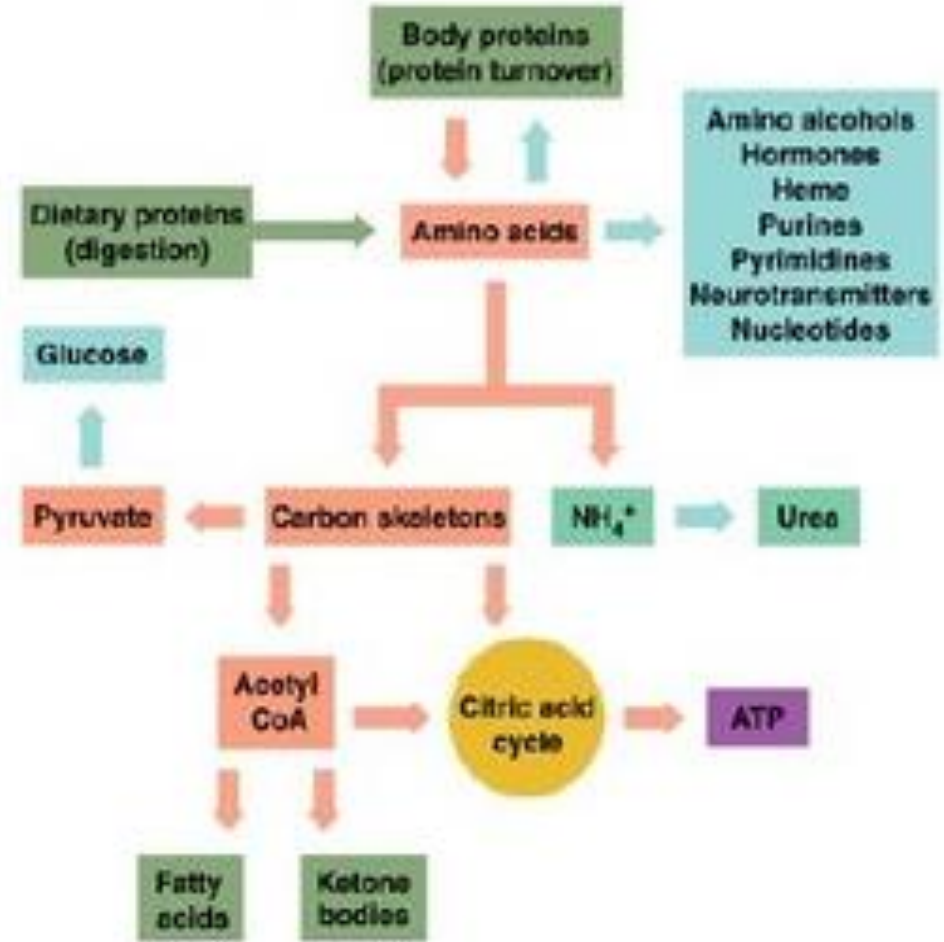 Body proteins
(protein turnover)
Amino alcohols
Hormones
Heme
Purines
Pyrimidines
Neurotransmitters
Nucleotides
Dietary proteins
(digestion)
Amino acids
Glucose
Pyruvate
Carbon skeletons
NH₄⁺
Urea
Acetyl
CoA
Citric acid
cycle
ATP
Fatty
acids
Ketone
bodies